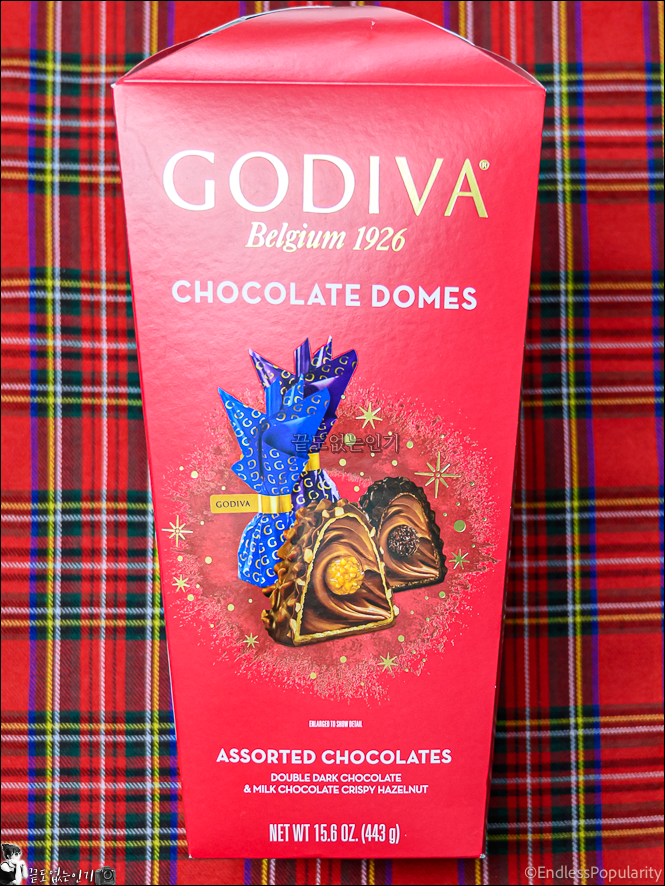 GODIVA®
Belgium 1926
CHOCOLATE DOMES
끝도없는인기
GODIVA
ENLARGED TO SHOW DETAIL
ASSORTED CHOCOLATES
DOUBLE DARK CHOCOLATE
& MILK CHOCOLATE CRISPY HAZELNUT
NET WT 15.6 OZ. (443 g)
끝도없는인기
©EndlessPopularity